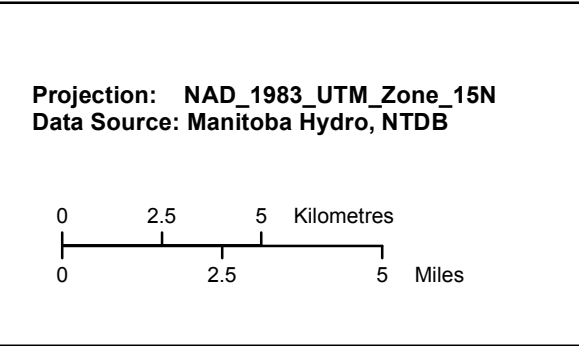 Projection: NAD_1983_UTM_Zone_15N
Data Source: Manitoba Hydro, NTDB
0 2.5 5 Kilometres
0 2.5 5 Miles